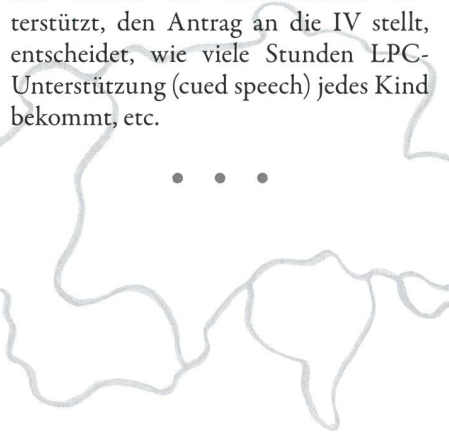 terstützt, den Antrag an die IV stellt,
entscheidet, wie viele Stunden LPC-
Unterstützung (cued speech) jedes Kind
bekommt, etc.
• • •